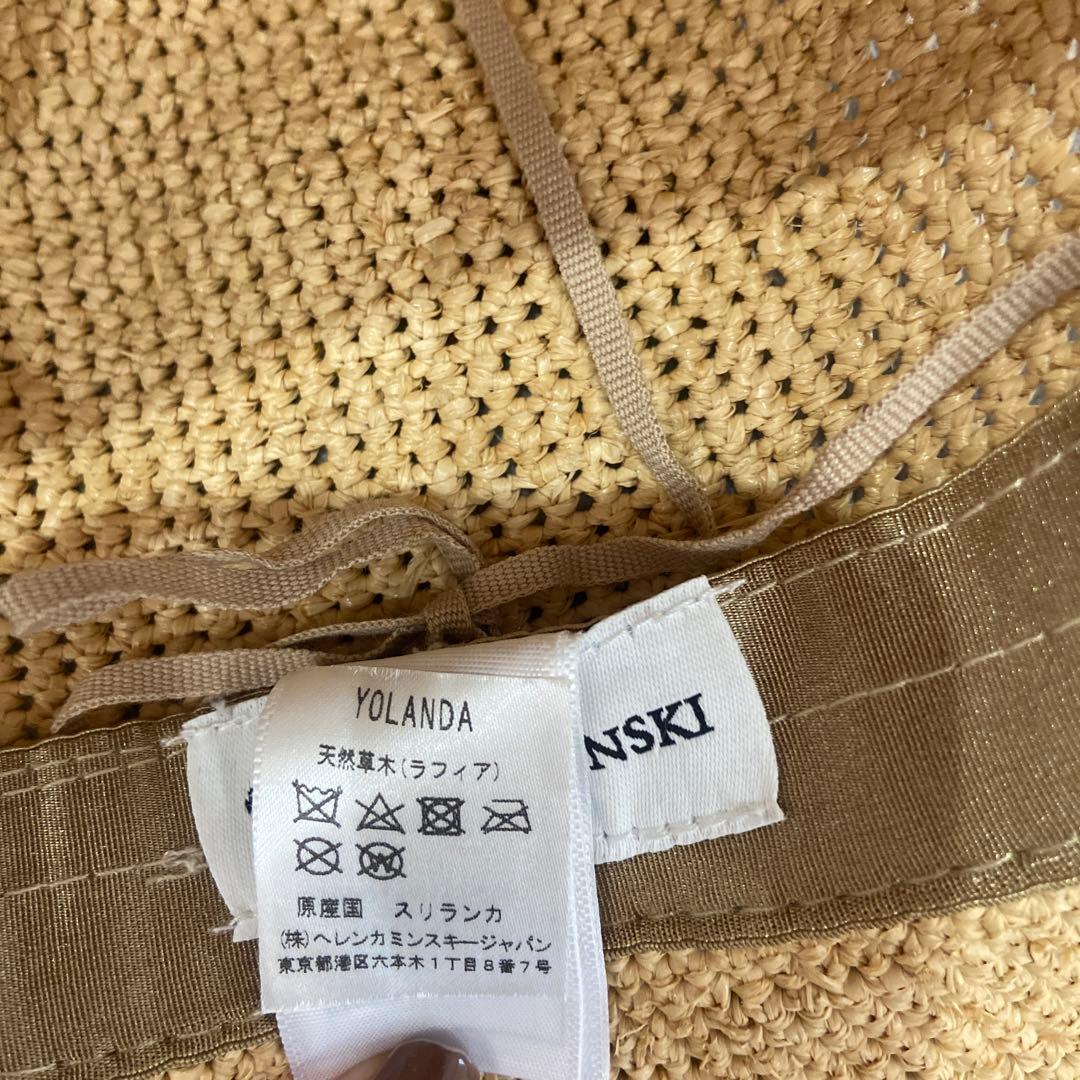 YOLANDA
天然草木(ラフィア)
NSKI
W
原産国 スリランカ
(株)ヘレンカミンスキージャパン
東京都港区六本木1丁目8番7号